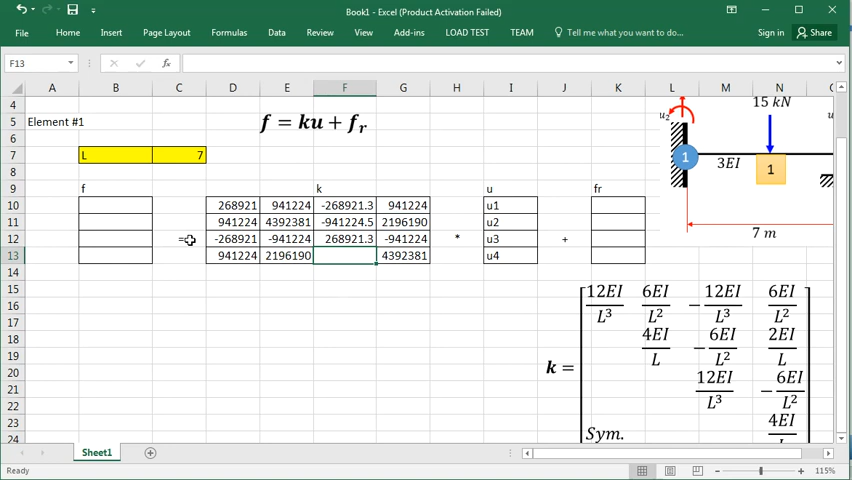 Book1 - Excel (Product Activation Failed)
File Home Insert Page Layout Formulas Data Review View Add-ins LOAD TEST TEAM Tell me what you want to do... Sign in Share
F13 fx
A B C D E F G H I J K L M N
4 15 kN
5 Element #1 f = ku + fr u2
6
7 L 7 1 3EI 1
8
9 f k u fr
10 268921 941224 -268921.3 941224 u1
11 941224 4392381 -941224.5 2196190 u2
12 = -268921 -941224 268921.3 -941224 * u3 + 7 m
13 941224 2196190 4392381 u4
14
15 12EI/L³ 6EI/L² -12EI/L³ 6EI/L²
16
17
18 4EI/L -6EI/L² 2EI/L
19 k =
20
21 12EI/L³ -6EI/L²
22
23 Sym. 4EI
24 L
Sheet1
Ready 115%